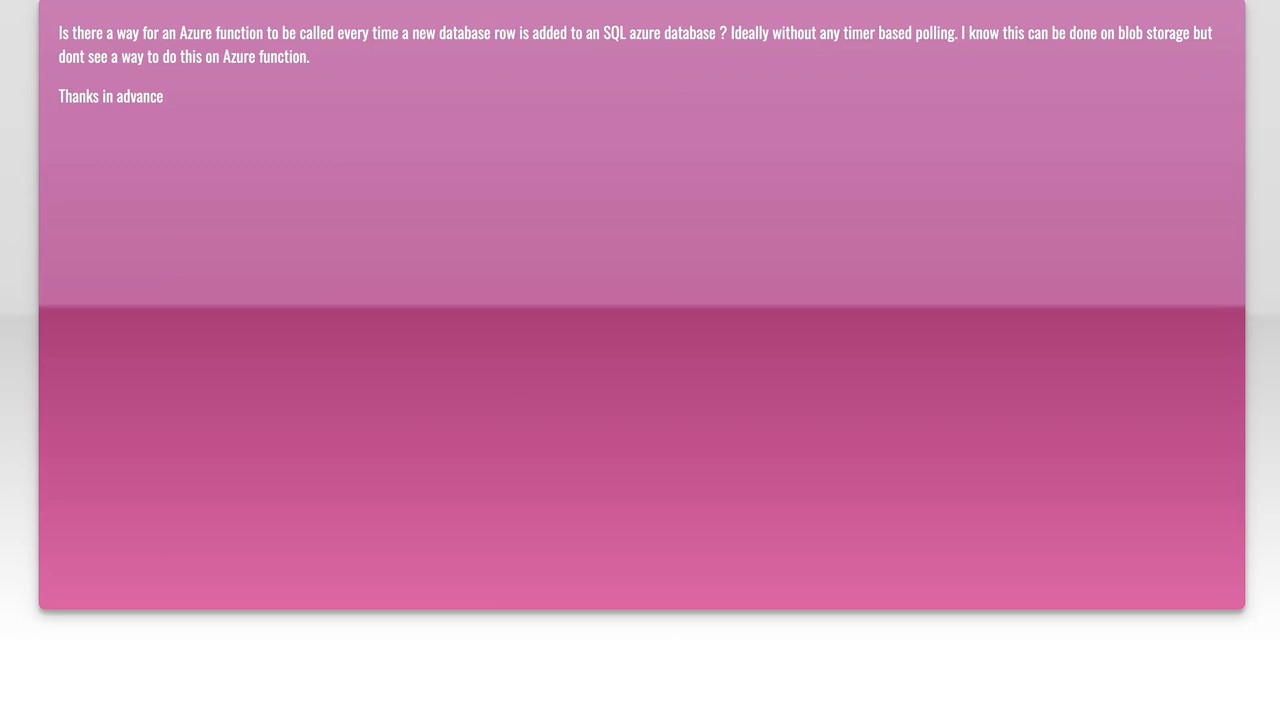 Is there a way for an Azure function to be called every time a new database row is added to an SQL azure database ? Ideally without any timer based polling. I know this can be done on blob storage but
dont see a way to do this on Azure function.
Thanks in advance